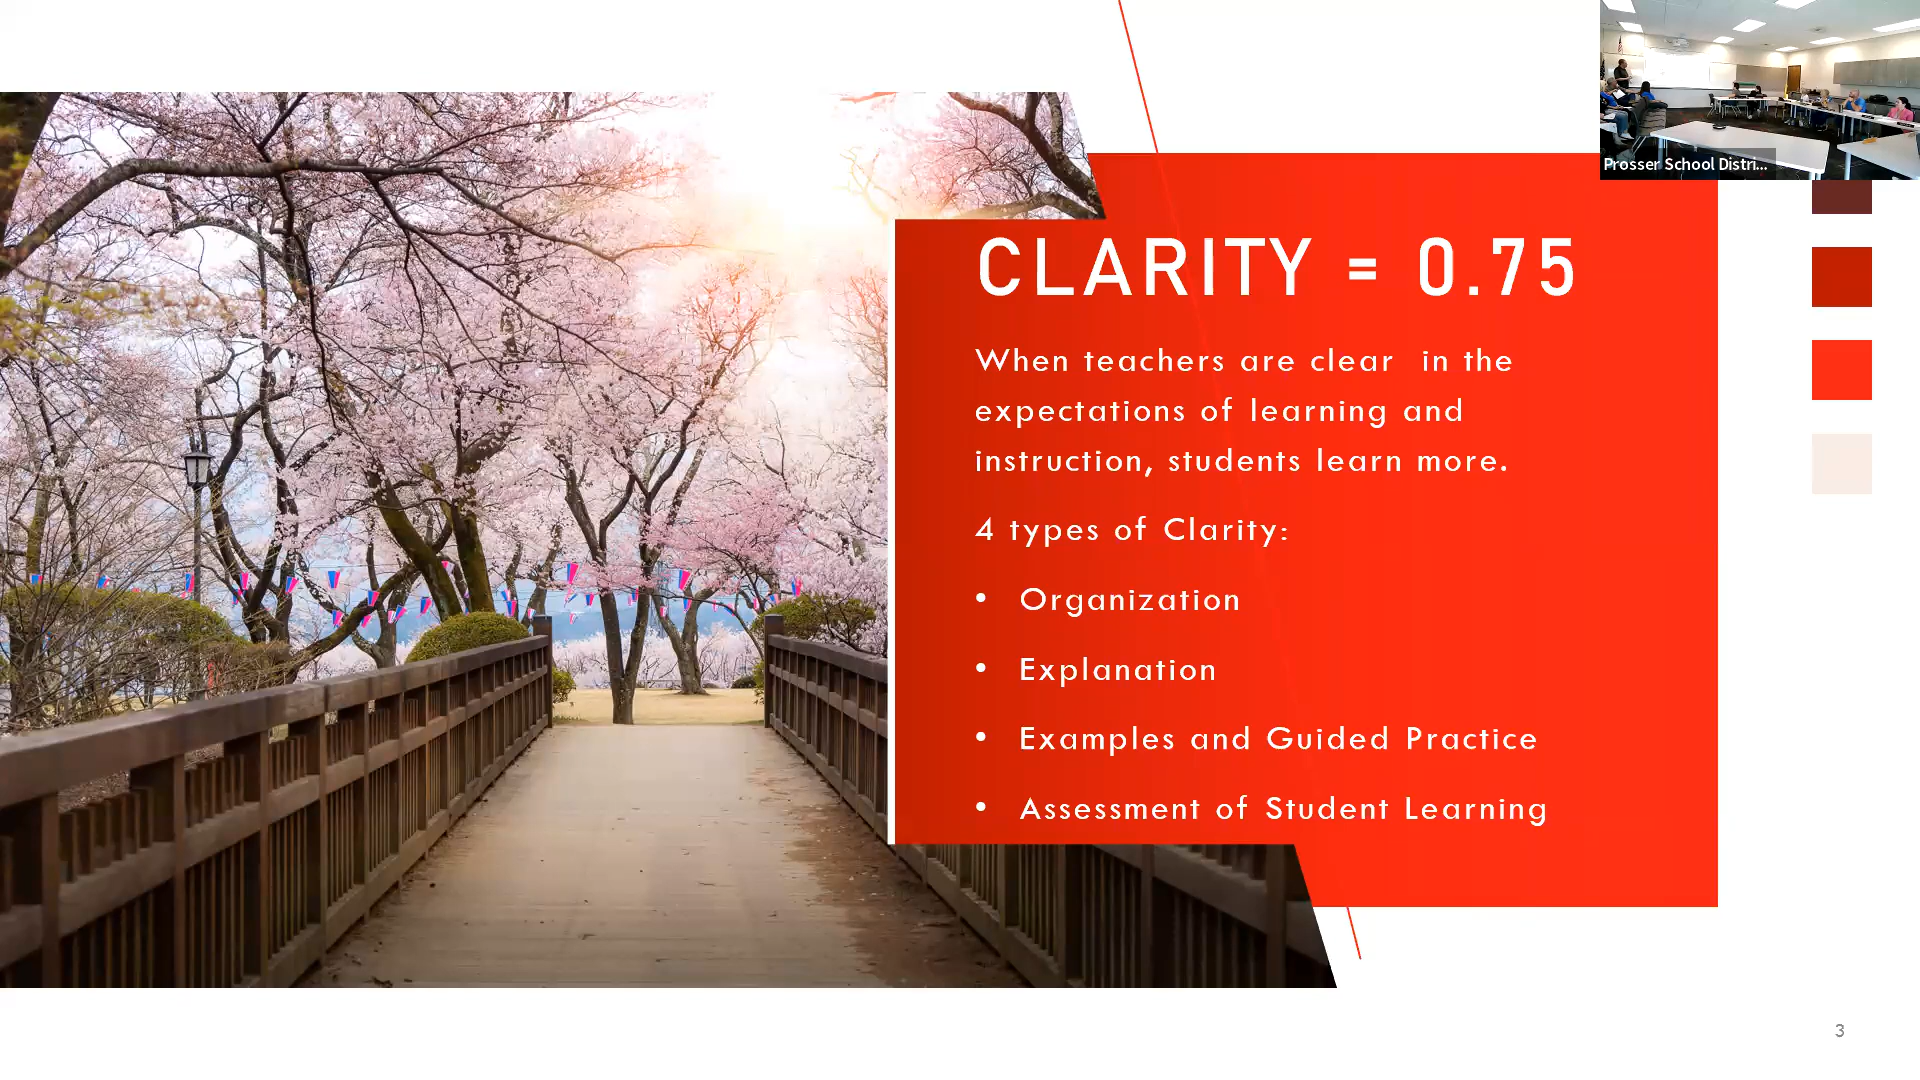 Prosser School Distri...
CLARITY = 0.75
When teachers are clear in the
expectations of learning and
instruction, students learn more.
4 types of Clarity:
• Organization
• Explanation
• Examples and Guided Practice
• Assessment of Student Learning
3